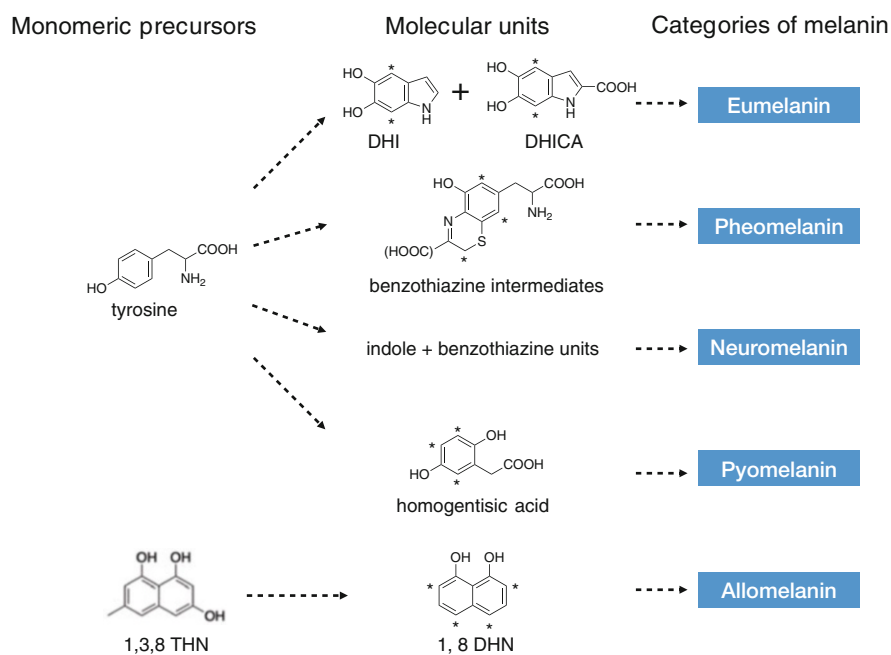 Monomeric precursors
Molecular units
Categories of melanin
HO
HO
*
*
N
H
DHI
+
HO
HO
*
*
N
H
COOH
DHICA
Eumelanin
HO
*
COOH
NH2
N
*
(HOOC)
S
*
benzothiazine intermediates
Pheomelanin
COOH
NH2
HO
tyrosine
indole + benzothiazine units
Neuromelanin
*
OH
*
COOH
HO
*
homogentisic acid
Pyomelanin
OH
OH
OH
1,3,8 THN
OH
OH
*
*
*
*
1, 8 DHN
Allomelanin